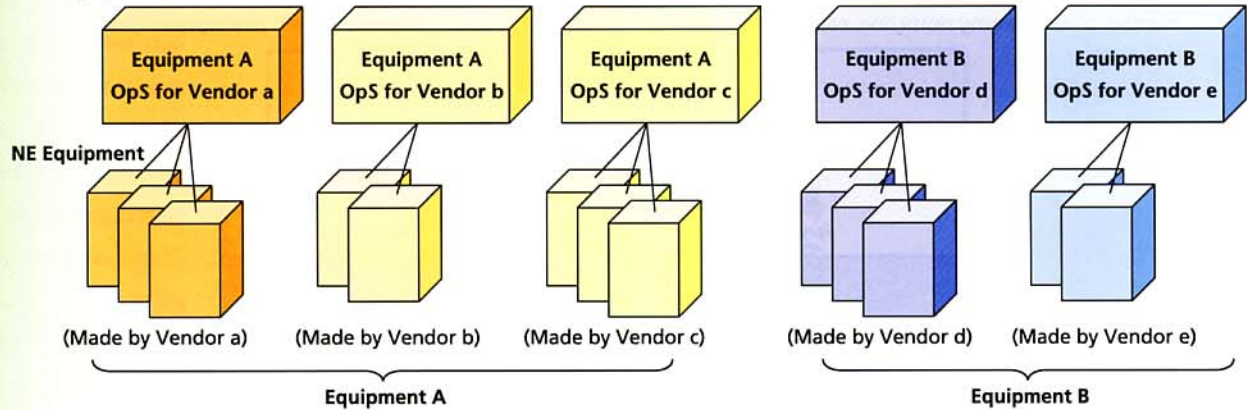 Equipment A
OpS for Vendor a
Equipment A
OpS for Vendor b
Equipment A
OpS for Vendor c
Equipment B
OpS for Vendor d
Equipment B
OpS for Vendor e
NE Equipment
(Made by Vendor a)
(Made by Vendor b)
(Made by Vendor c)
(Made by Vendor d)
(Made by Vendor e)
Equipment A
Equipment B